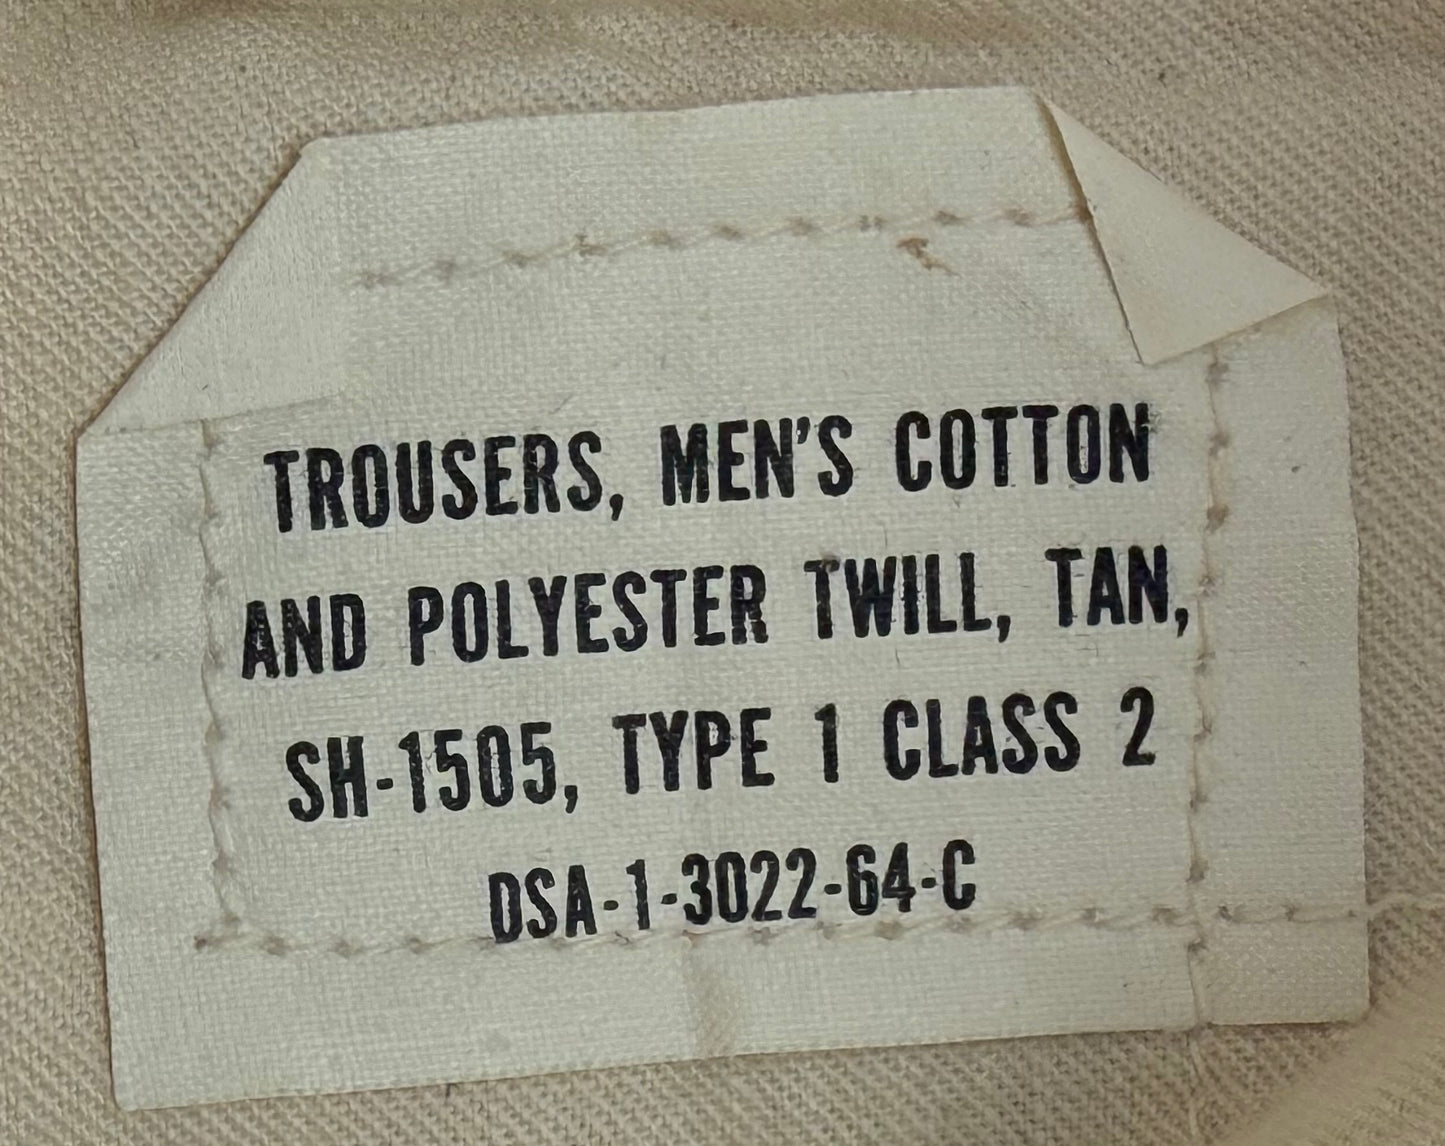 TROUSERS, MEN'S COTTON
AND POLYESTER TWILL, TAN,
SH-1505, TYPE 1 CLASS 2
DSA-1-3022-64-C